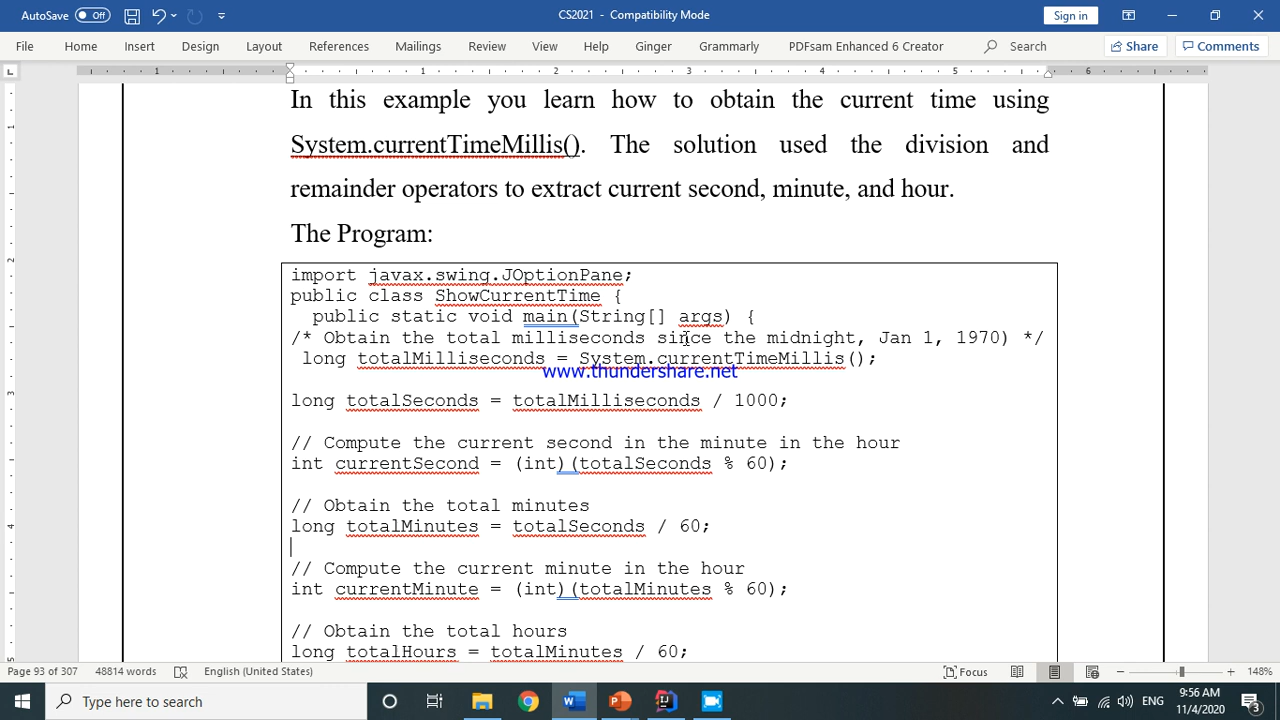 AutoSave Off CS2021 - Compatibility Mode Sign in
File Home Insert Design Layout References Mailings Review View Help Ginger Grammarly PDFsam Enhanced 6 Creator Search Share Comments
1 1 2 3 4 5 6
In this example you learn how to obtain the current time using
System.currentTimeMillis(). The solution used the division and
remainder operators to extract current second, minute, and hour.
The Program:
import javax.swing.JOptionPane;
public class ShowCurrentTime {
public static void main(String[] args) {
/* Obtain the total milliseconds since the midnight, Jan 1, 1970) */
long totalMilliseconds = System.currentTimeMillis();
www.thundershare.net
long totalSeconds = totalMilliseconds / 1000;
// Compute the current second in the minute in the hour
int currentSecond = (int)(totalSeconds % 60);
// Obtain the total minutes
long totalMinutes = totalSeconds / 60;
// Compute the current minute in the hour
int currentMinute = (int)(totalMinutes % 60);
// Obtain the total hours
long totalHours = totalMinutes / 60;
Page 93 of 307 48814 words English (United States) Focus 148%
Type here to search ENG 9:56 AM
11/4/2020 3